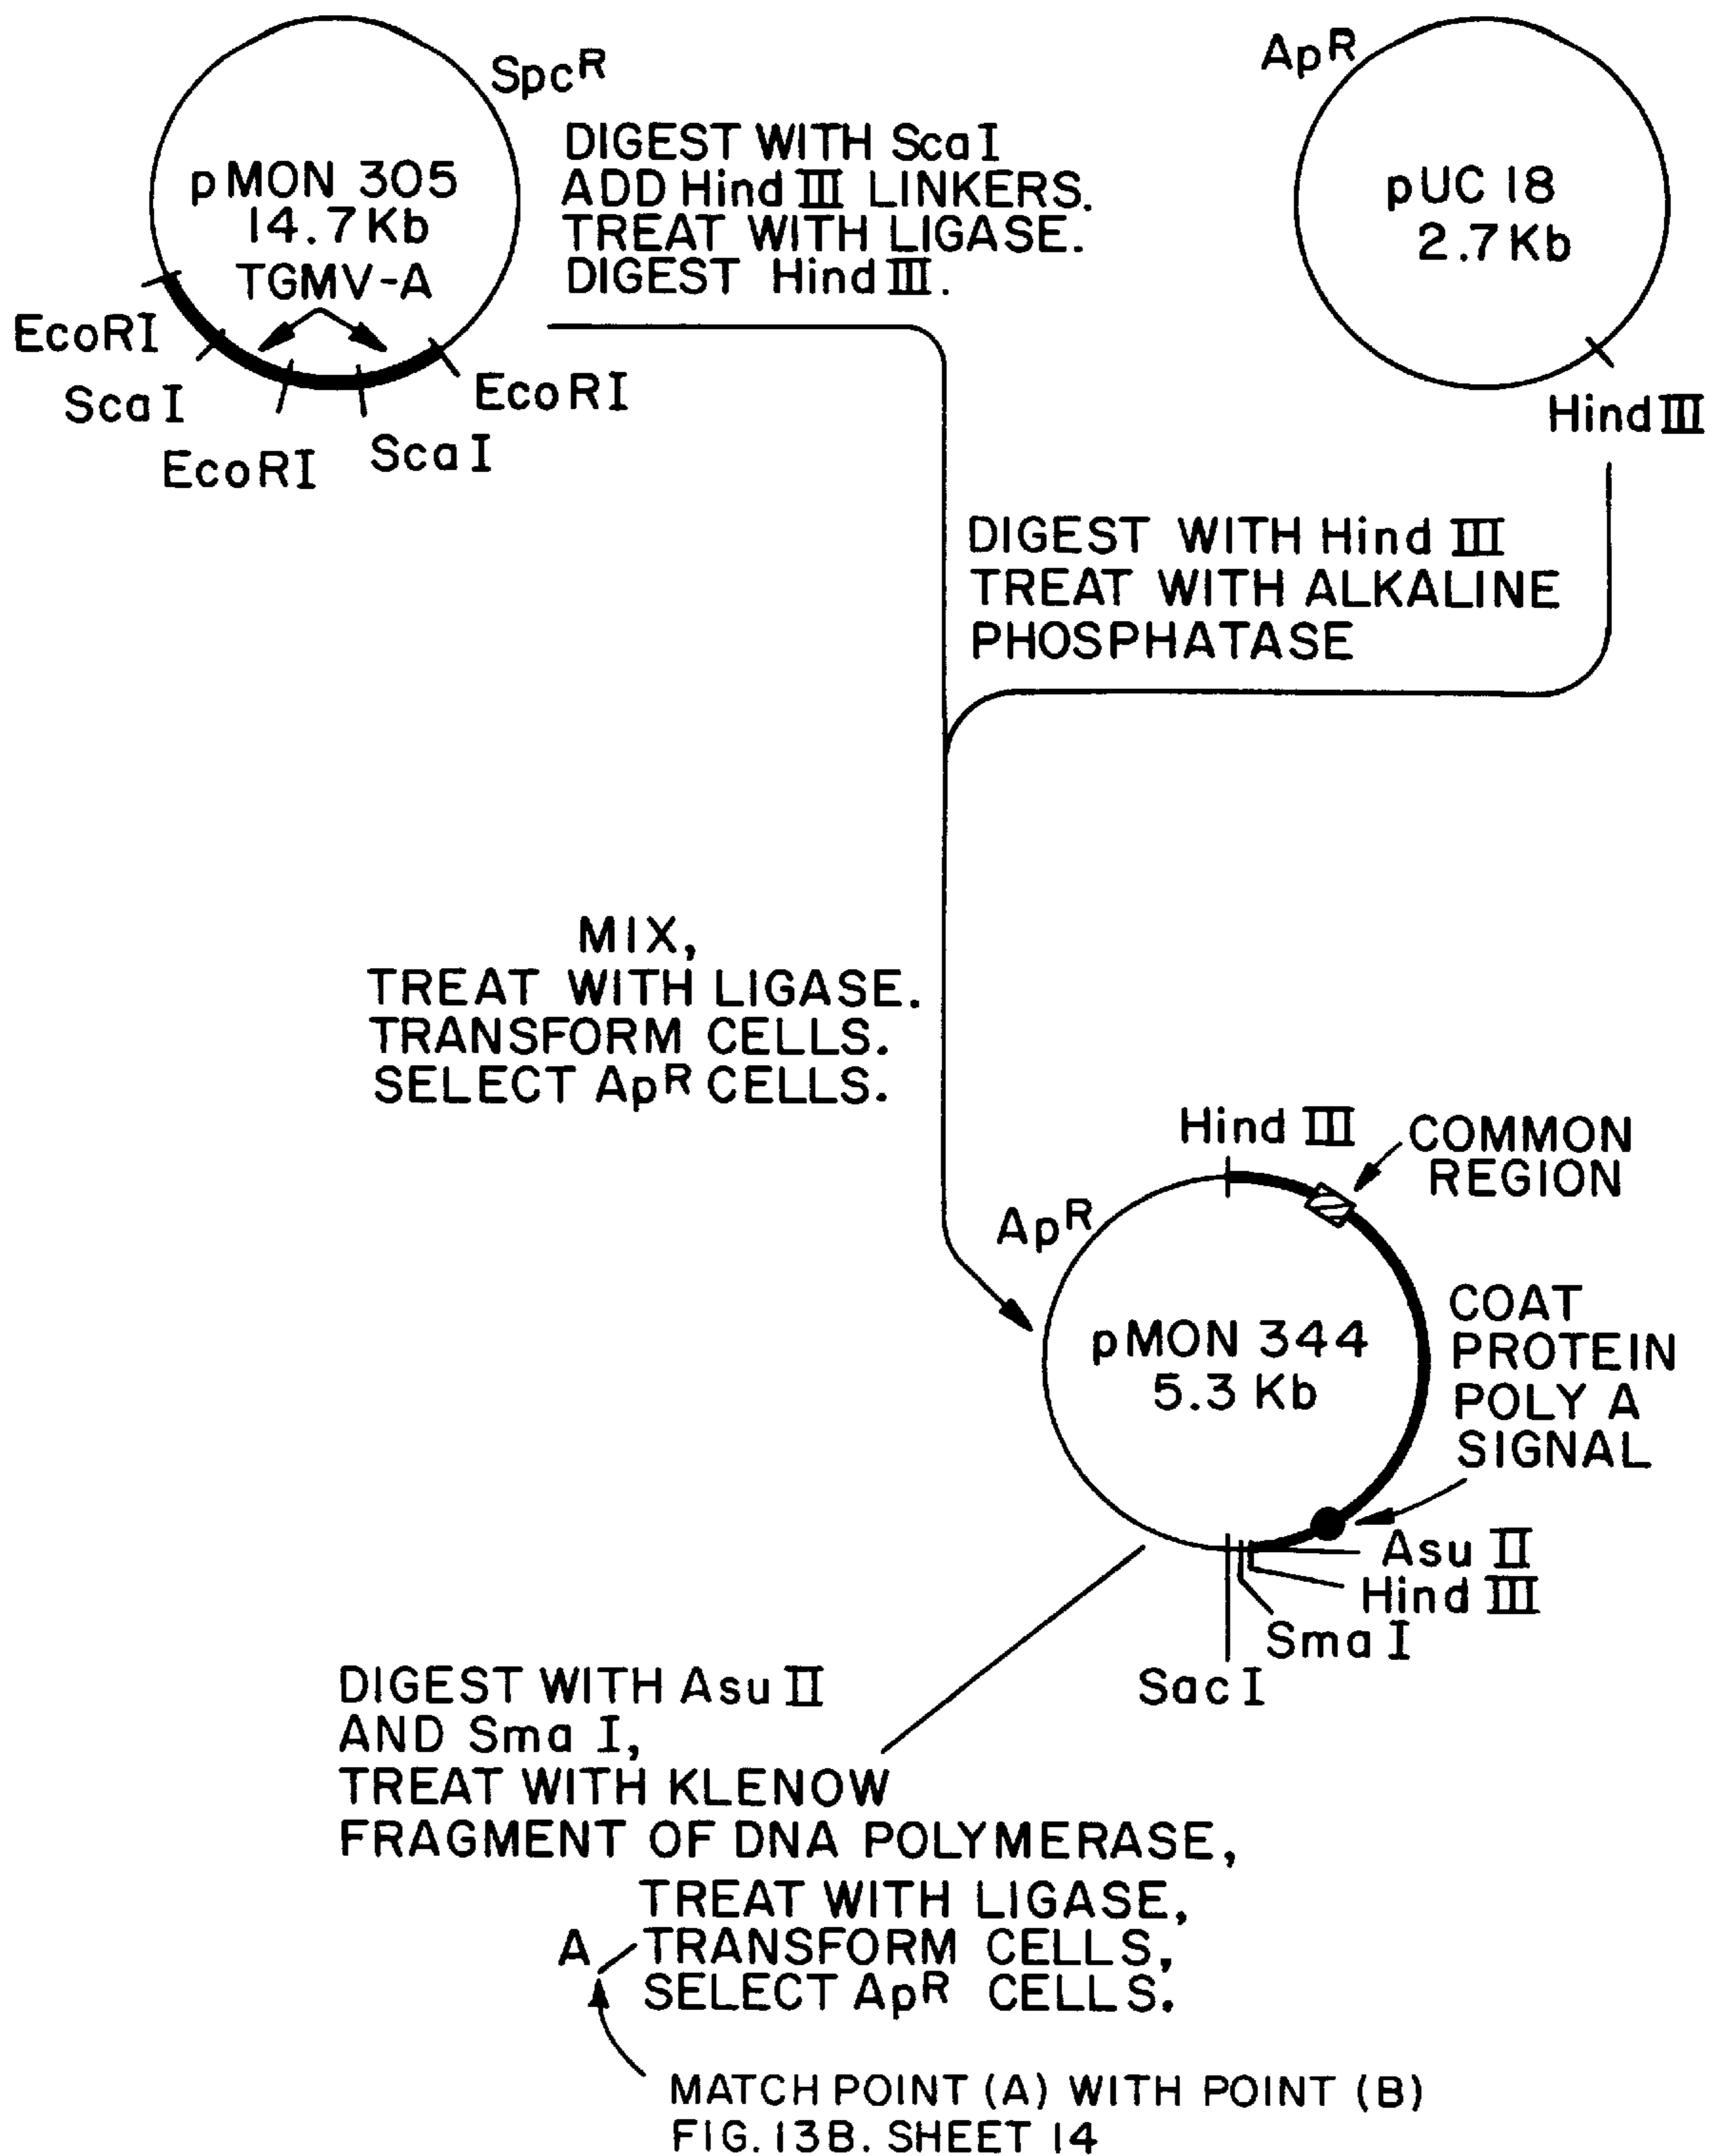 SpcR
pMON 305
14.7Kb
TGMV-A
EcoRI
ScaI
EcoRI
ScaI
EcoRI
DIGEST WITH ScaI
ADD Hind III LINKERS.
TREAT WITH LIGASE.
DIGEST Hind III.
ApR
pUC 18
2.7Kb
Hind III
DIGEST WITH Hind III
TREAT WITH ALKALINE
PHOSPHATASE
MIX,
TREAT WITH LIGASE.
TRANSFORM CELLS.
SELECT ApR CELLS.
Hind III
COMMON
REGION
ApR
pMON 344
5.3 Kb
COAT
PROTEIN
POLY A
SIGNAL
Asu II
Hind III
Sma I
Sac I
DIGEST WITH Asu II
AND Sma I,
TREAT WITH KLENOW
FRAGMENT OF DNA POLYMERASE,
TREAT WITH LIGASE,
A TRANSFORM CELLS,
SELECT ApR CELLS.
MATCH POINT (A) WITH POINT (B)
FIG. 13B. SHEET 14